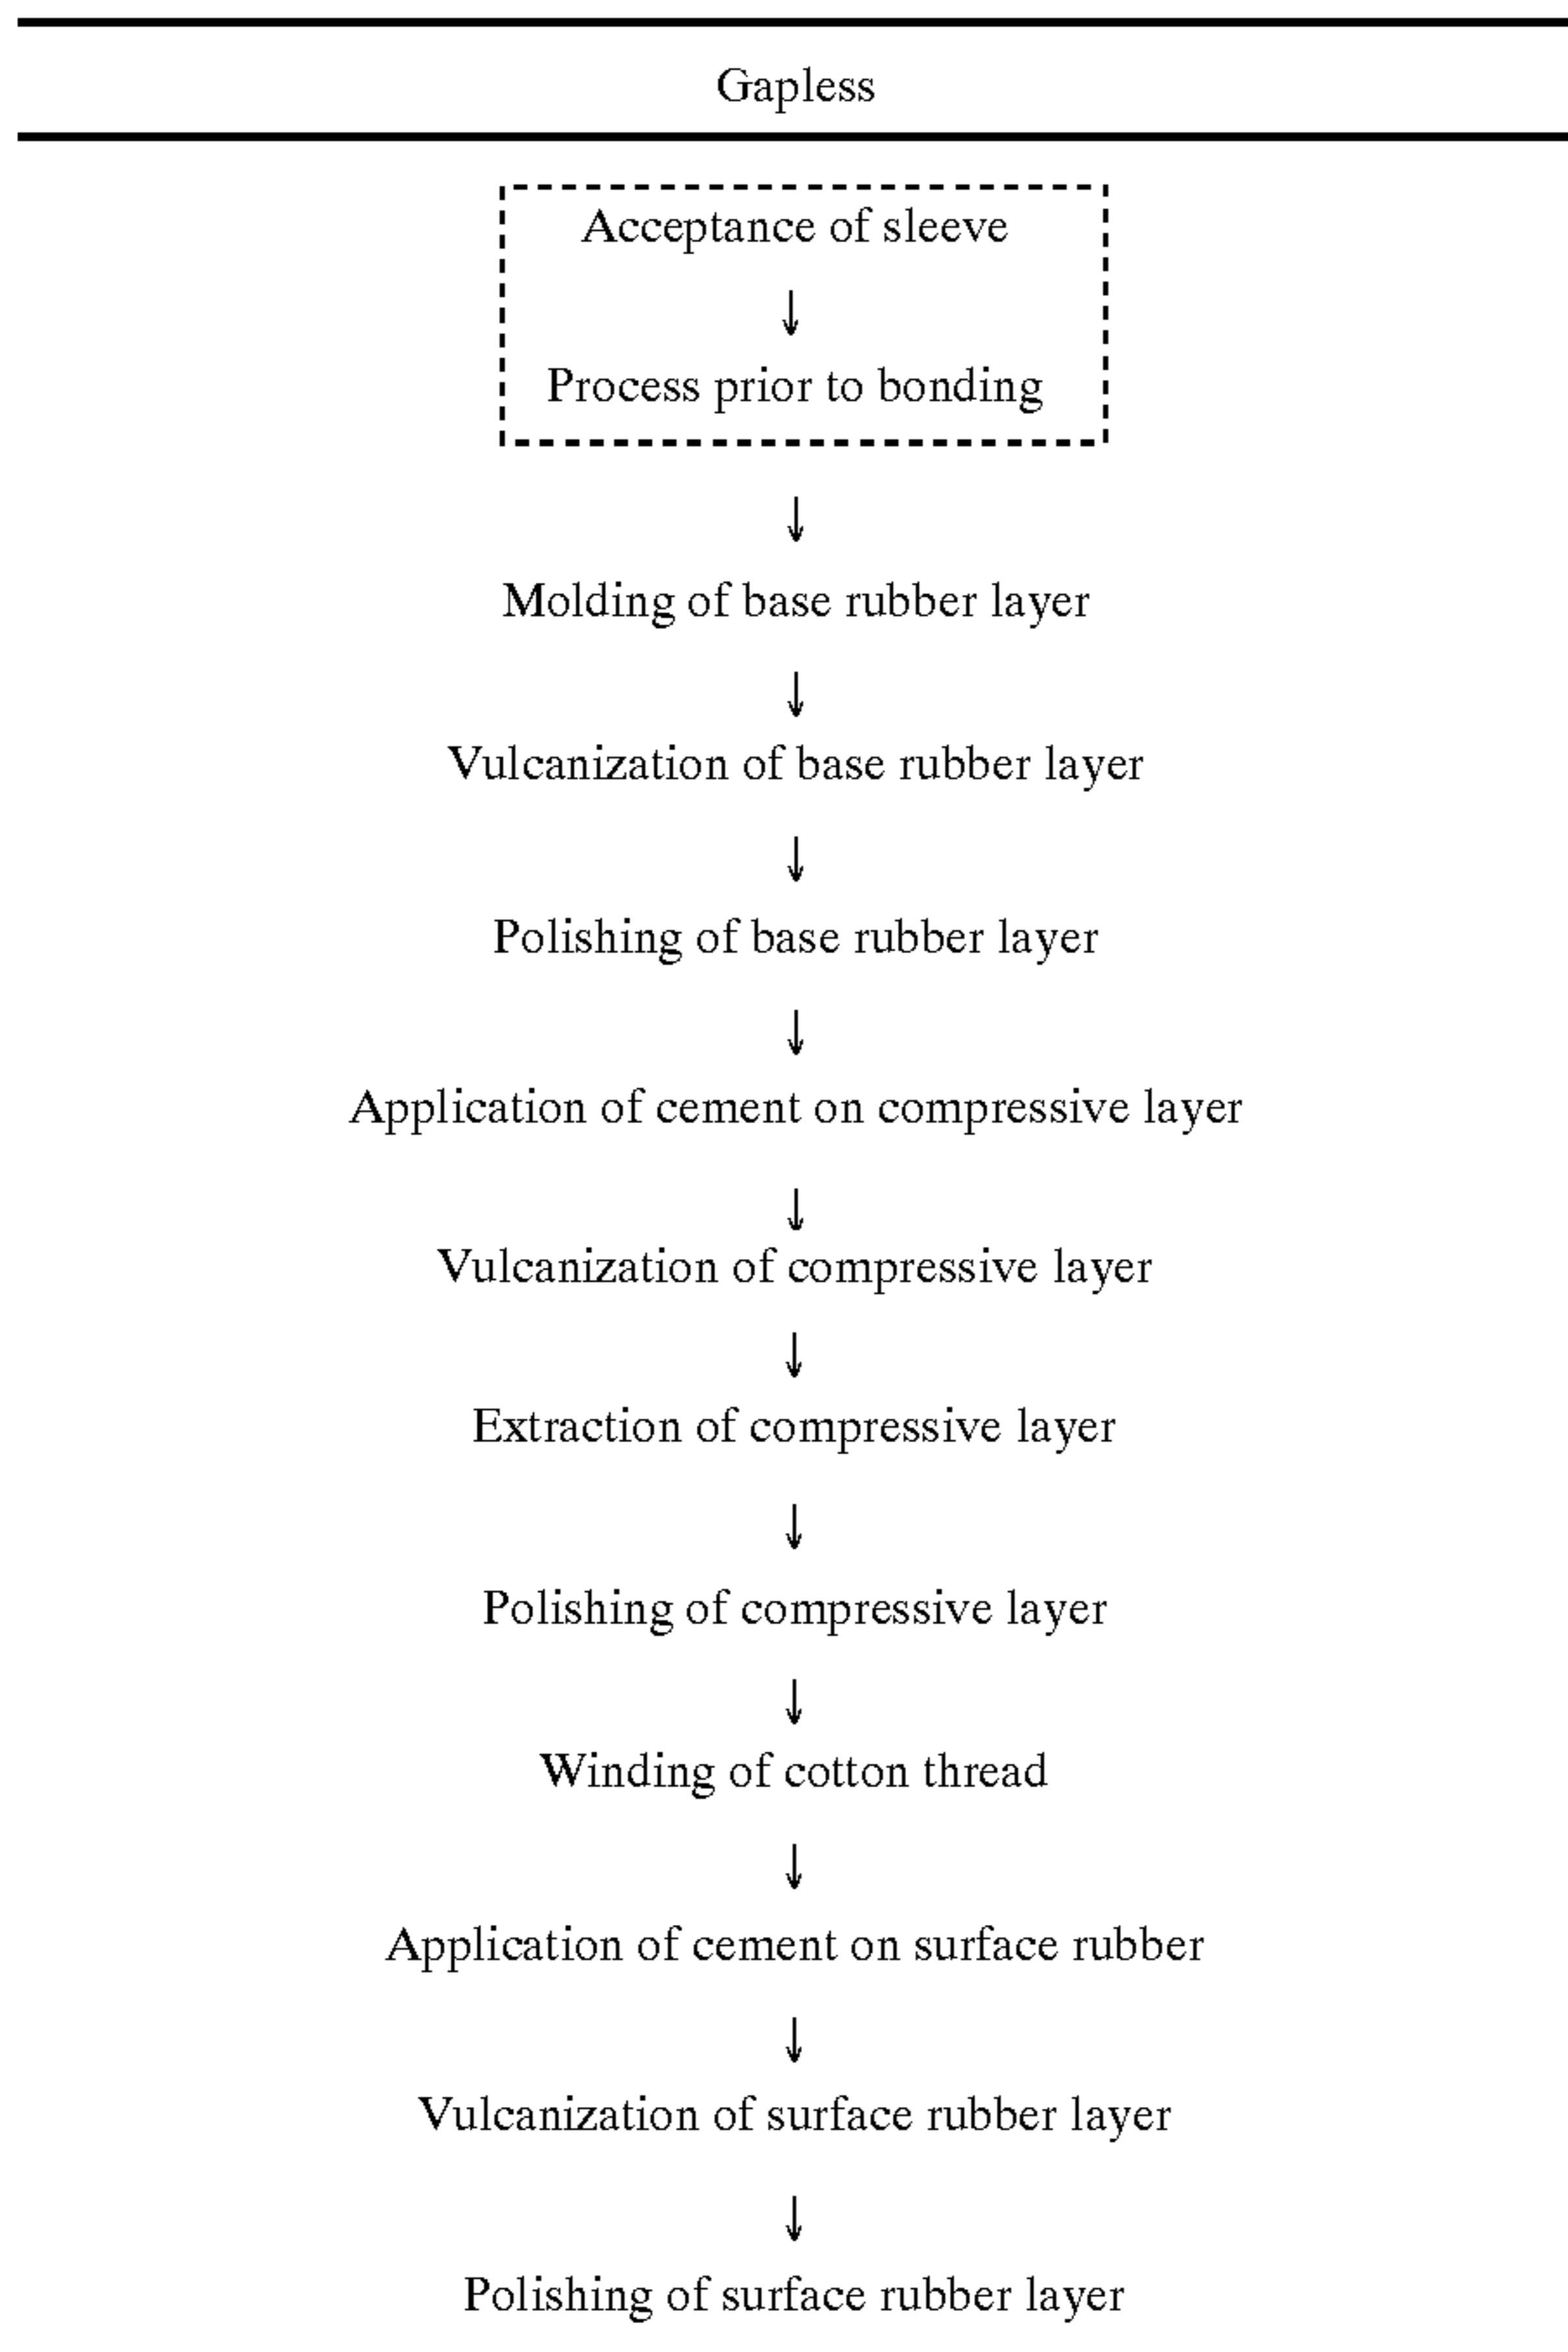 Gapless
Acceptance of sleeve
↓
Process prior to bonding
↓
Molding of base rubber layer
↓
Vulcanization of base rubber layer
↓
Polishing of base rubber layer
↓
Application of cement on compressive layer
↓
Vulcanization of compressive layer
↓
Extraction of compressive layer
↓
Polishing of compressive layer
↓
Winding of cotton thread
↓
Application of cement on surface rubber
↓
Vulcanization of surface rubber layer
↓
Polishing of surface rubber layer